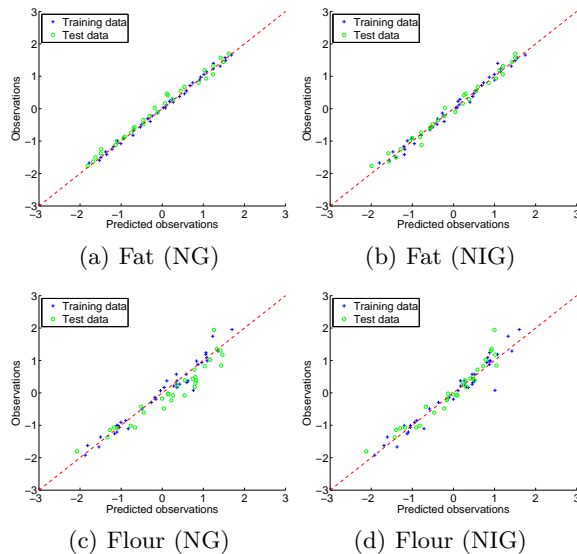 3
2
1
0
−1
−2
−3
−3 −2 −1 0 1 2 3
Observations
Predicted observations
Training data
Test data
(a) Fat (NG)
3
2
1
0
−1
−2
−3
−3 −2 −1 0 1 2 3
Observations
Predicted observations
Training data
Test data
(b) Fat (NIG)
3
2
1
0
−1
−2
−3
−3 −2 −1 0 1 2 3
Observations
Predicted observations
Training data
Test data
(c) Flour (NG)
3
2
1
0
−1
−2
−3
−3 −2 −1 0 1 2 3
Observations
Predicted observations
Training data
Test data
(d) Flour (NIG)